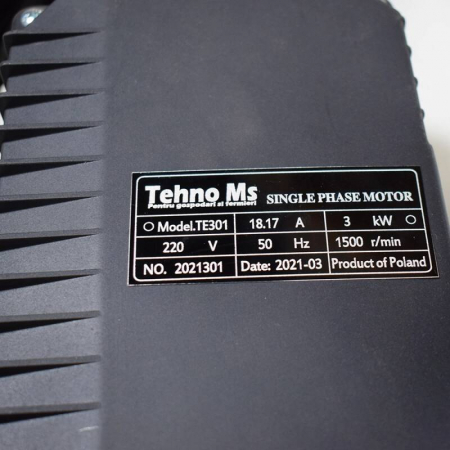 Tehno Ms
Pentru gospodari si fermieri
SINGLE PHASE MOTOR
Model.TE301 18.17 A 3 kW
220 V 50 Hz 1500 r/min
NO. 2021301 Date: 2021-03 Product of Poland